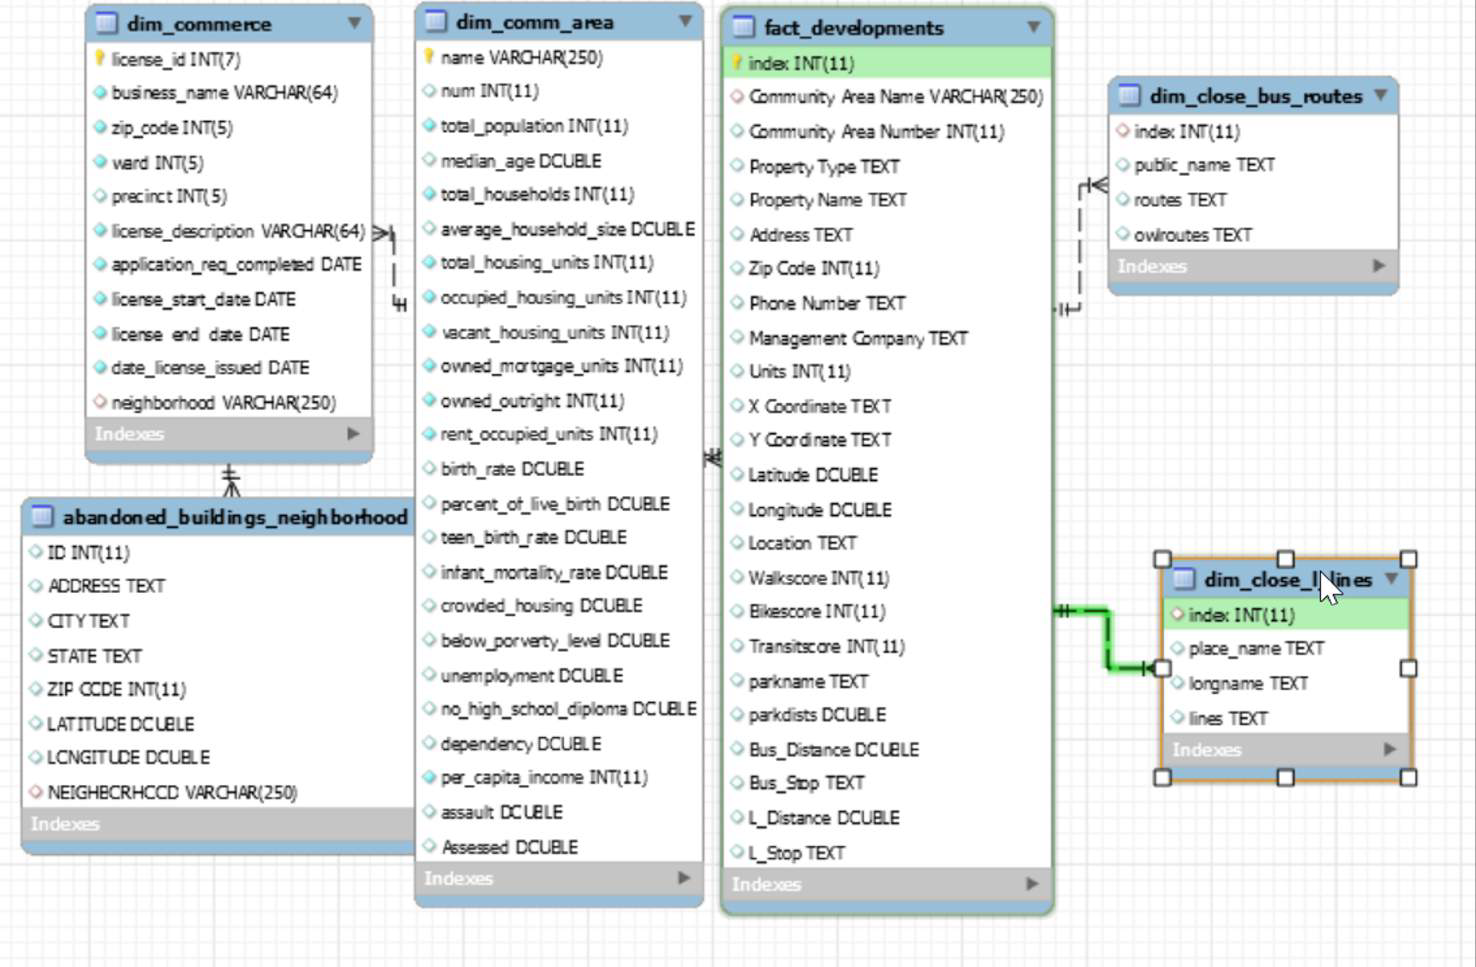 dim_commerce
license_id INT(7)
business_name VARCHAR(64)
zip_code INT(5)
ward INT(5)
precinct INT(5)
license_description VARCHAR(64)
application_req_completed DATE
license_start_date DATE
license_end_date DATE
date_license_issued DATE
neighborhood VARCHAR(250)
Indexes
abandoned_buildings_neighborhood
ID INT(11)
ADDRESS TEXT
CITY TEXT
STATE TEXT
ZIP CODE INT(11)
LATITUDE DOUBLE
LONGITUDE DOUBLE
NEIGHBORHOOD VARCHAR(250)
Indexes
dim_comm_area
name VARCHAR(250)
num INT(11)
total_population INT(11)
median_age DOUBLE
total_households INT(11)
average_household_size DOUBLE
total_housing_units INT(11)
occupied_housing_units INT(11)
vacant_housing_units INT(11)
owned_mortgage_units INT(11)
owned_outright INT(11)
rent_occupied_units INT(11)
birth_rate DOUBLE
percent_of_live_birth DOUBLE
teen_birth_rate DOUBLE
infant_mortality_rate DOUBLE
crowded_housing DOUBLE
below_porverty_level DOUBLE
unemployment DOUBLE
no_high_school_diploma DOUBLE
dependency DOUBLE
per_capita_income INT(11)
assault DOUBLE
Assessed DOUBLE
Indexes
fact_developments
index INT(11)
Community Area Name VARCHAR(250)
Community Area Number INT(11)
Property Type TEXT
Property Name TEXT
Address TEXT
Zip Code INT(11)
Phone Number TEXT
Management Company TEXT
Units INT(11)
X Coordinate TEXT
Y Coordinate TEXT
Latitude DOUBLE
Longitude DOUBLE
Location TEXT
Walkscore INT(11)
Bikescore INT(11)
Transitscore INT(11)
parkname TEXT
parkdists DOUBLE
Bus_Distance DOUBLE
Bus_Stop TEXT
L_Distance DOUBLE
L_Stop TEXT
Indexes
dim_close_bus_routes
index INT(11)
public_name TEXT
routes TEXT
owlroutes TEXT
Indexes
dim_close_l_lines
index INT(11)
place_name TEXT
longname TEXT
lines TEXT
Indexes